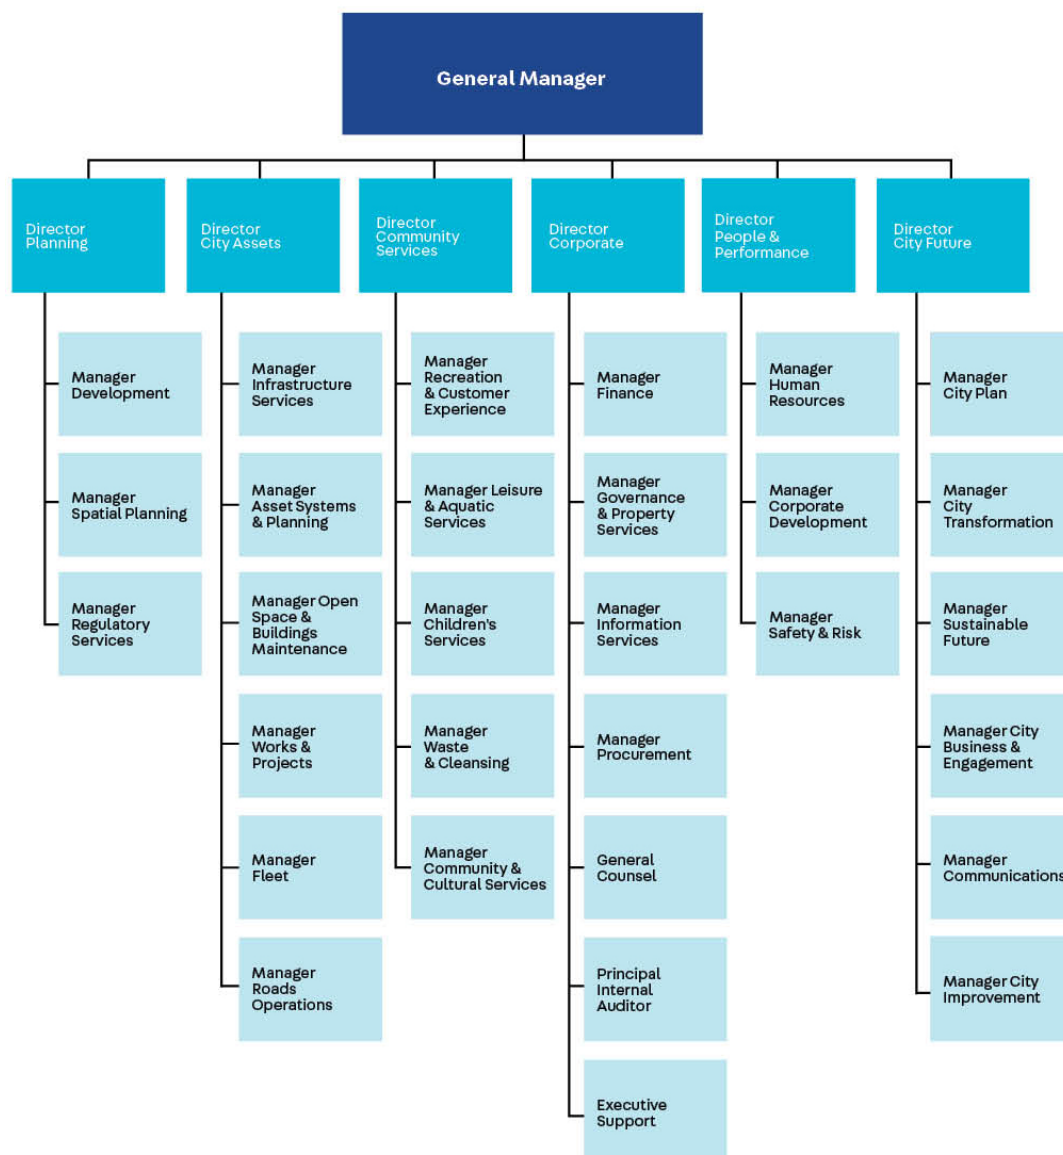 General Manager
Director
Planning
Director
City Assets
Director
Community
Services
Director
Corporate
Director
People &
Performance
Director
City Future
Manager
Development
Manager
Spatial Planning
Manager
Regulatory
Services
Manager
Infrastructure
Services
Manager
Asset Systems
& Planning
Manager Open
Space &
Buildings
Maintenance
Manager
Works &
Projects
Manager
Fleet
Manager
Roads
Operations
Manager
Recreation
& Customer
Experience
Manager Leisure
& Aquatic
Services
Manager
Children's
Services
Manager
Waste
& Cleansing
Manager
Community &
Cultural Services
Manager
Finance
Manager
Governance
& Property
Services
Manager
Information
Services
Manager
Procurement
General
Counsel
Principal
Internal
Auditor
Executive
Support
Manager
Human
Resources
Manager
Corporate
Development
Manager
Safety & Risk
Manager
City Plan
Manager
City
Transformation
Manager
Sustainable
Future
Manager City
Business &
Engagement
Manager
Communications
Manager City
Improvement